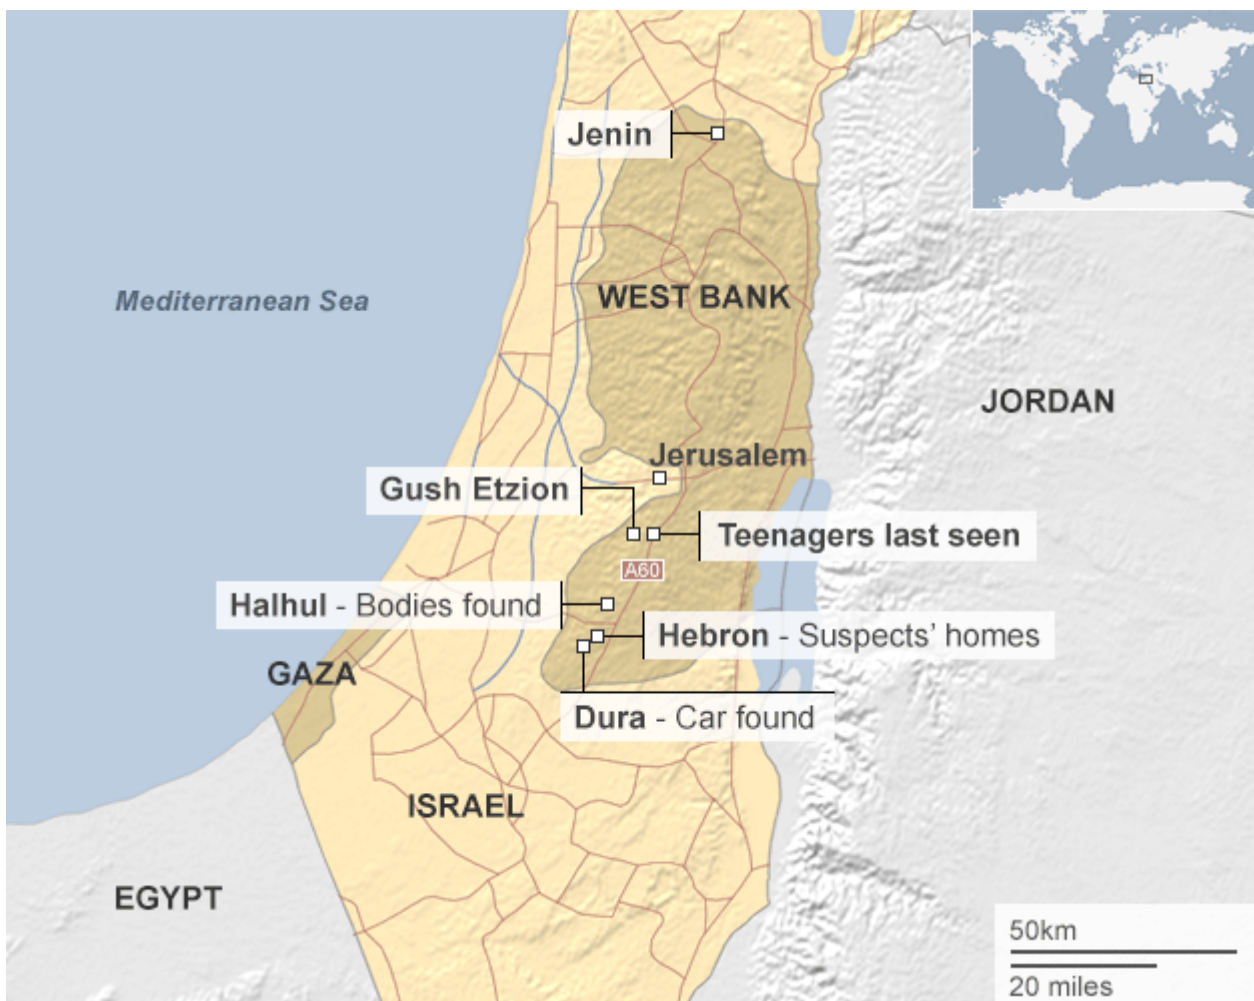 Jenin
Mediterranean Sea
WEST BANK
JORDAN
Jerusalem
Gush Etzion
Teenagers last seen
A60
Halhul - Bodies found
Hebron - Suspects' homes
GAZA
Dura - Car found
ISRAEL
EGYPT
50km
20 miles